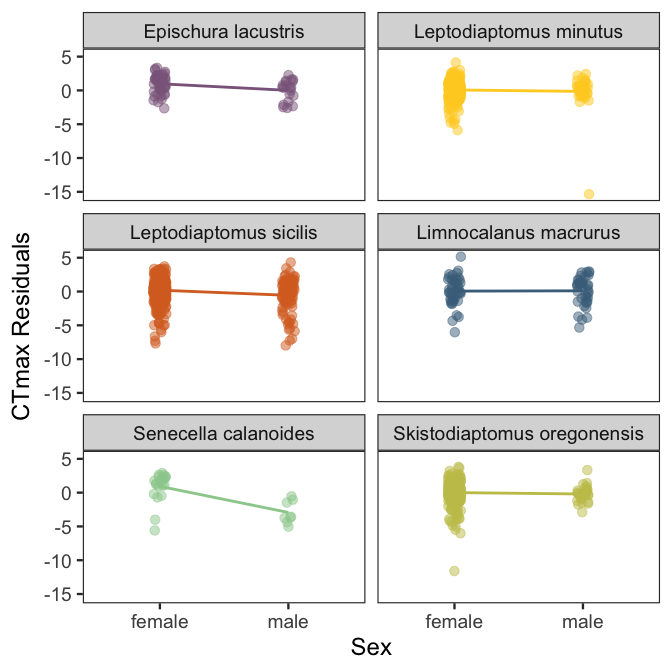 Epischura lacustris
Leptodiaptomus minutus
5
0
-5
-10
-15
Leptodiaptomus sicilis
Limnocalanus macrurus
5
0
-5
-10
-15
CTmax Residuals
Senecella calanoides
Skistodiaptomus oregonensis
5
0
-5
-10
-15
female
male
female
male
Sex